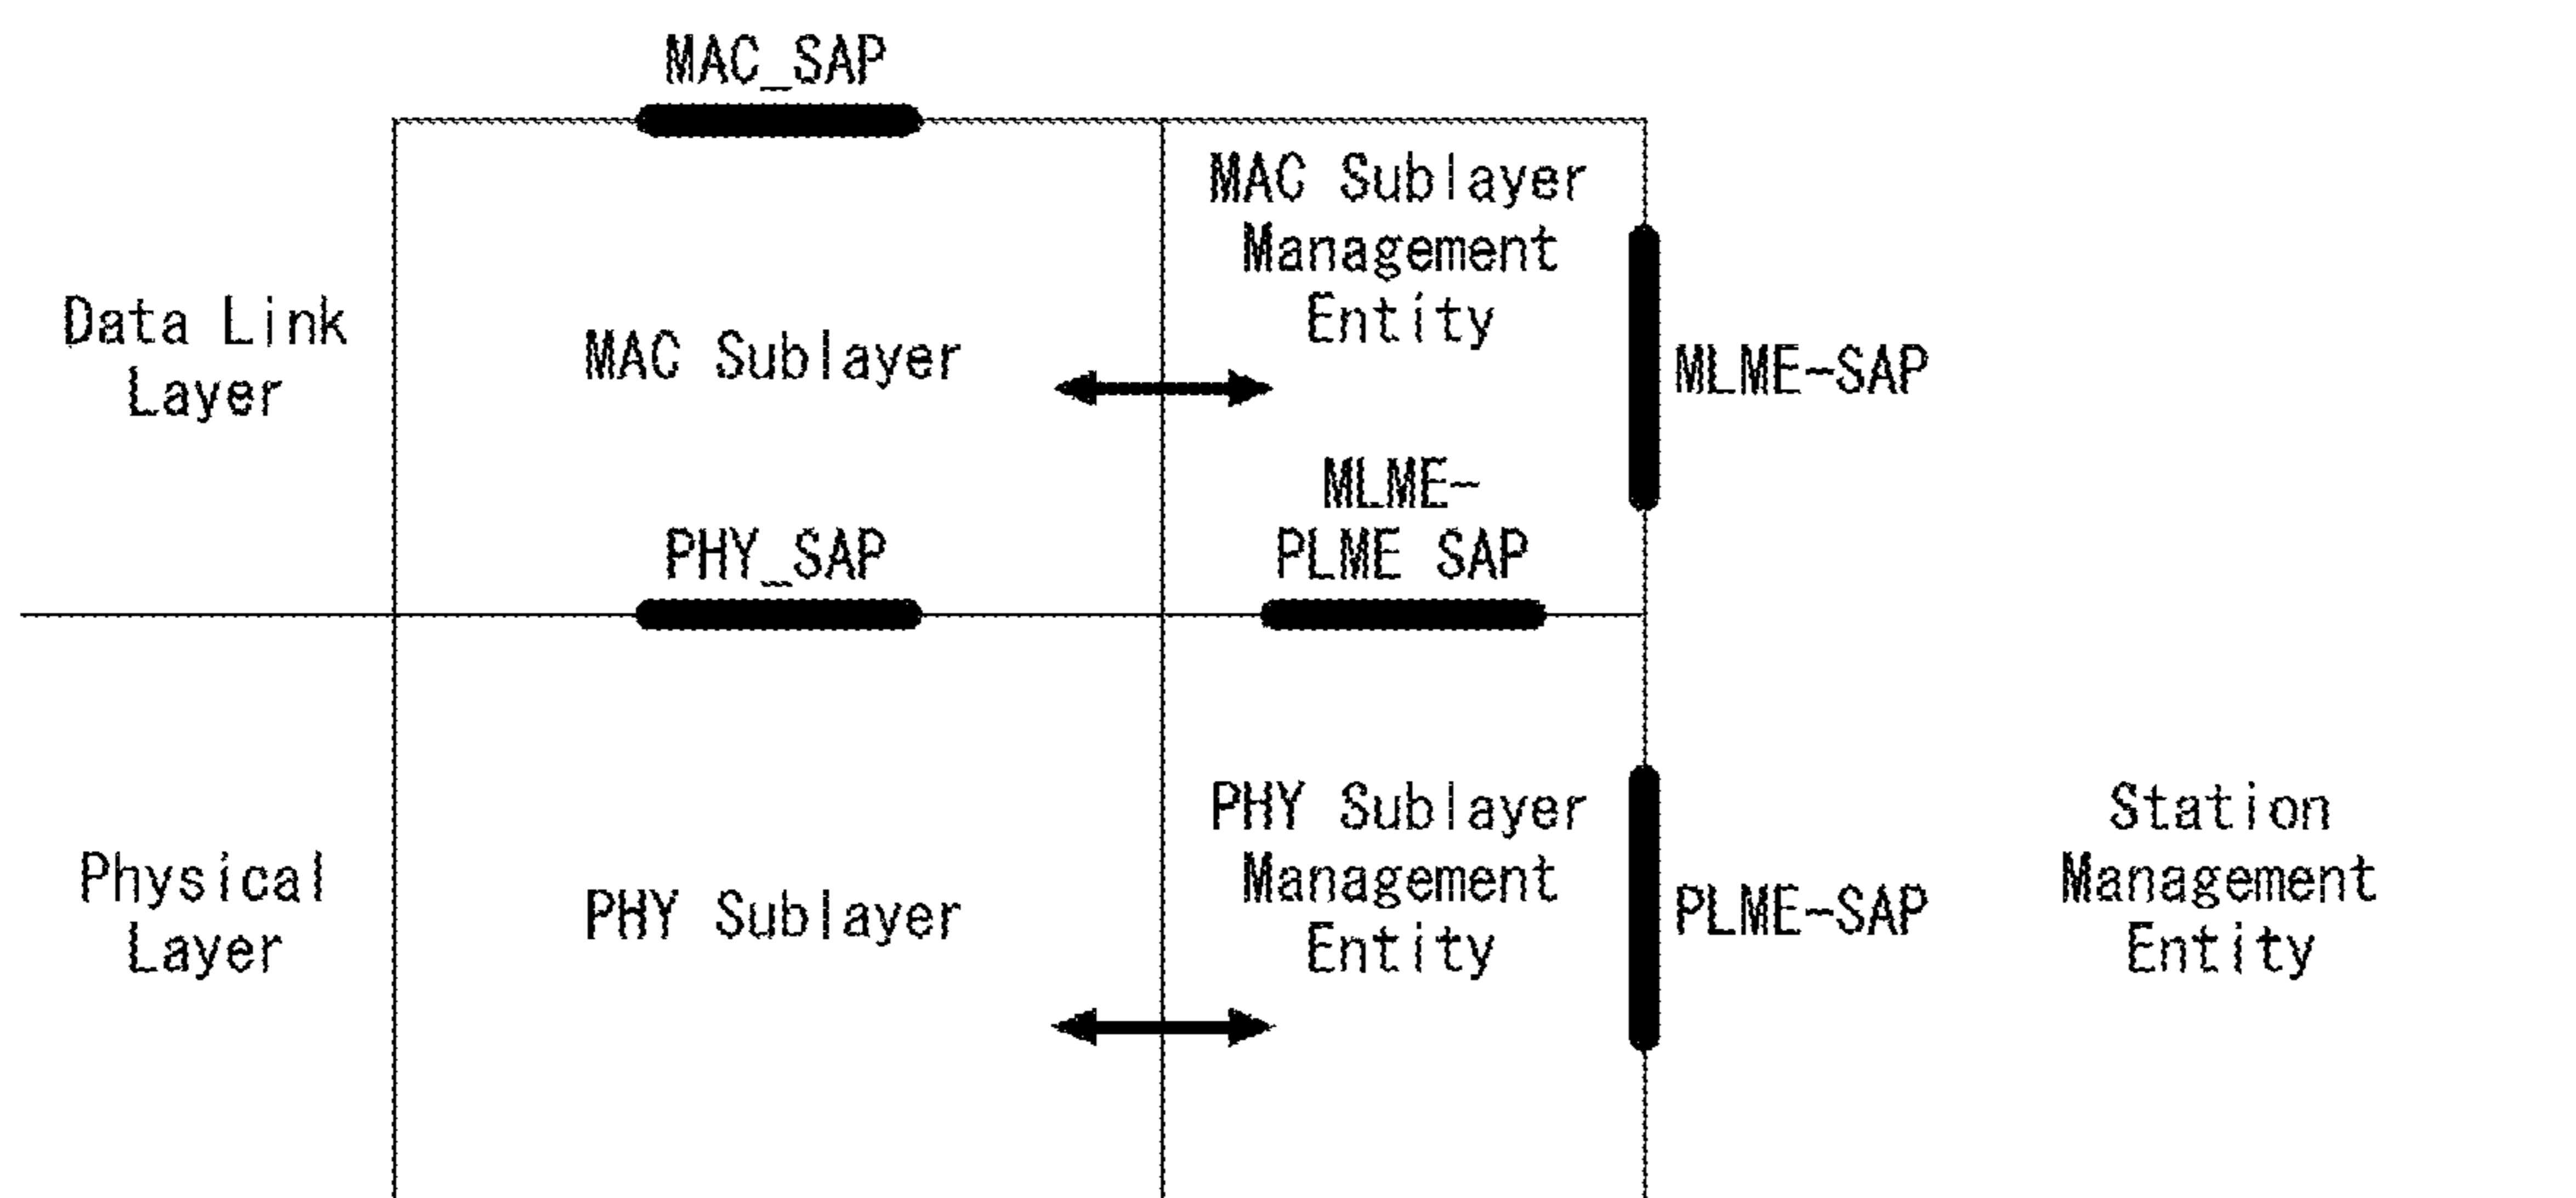 MAC_SAP
MAC Sublayer
Management
Entity
Data Link
Layer
MAC Sublayer
MLME-SAP
MLME-
PLME SAP
PHY_SAP
PHY Sublayer
Management
Entity
Physical
Layer
PHY Sublayer
PLME-SAP
Station
Management
Entity